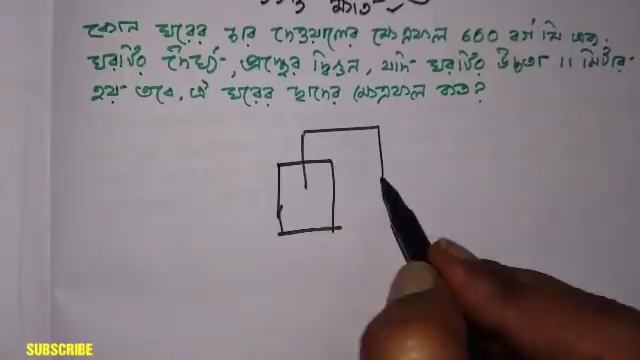 কোন ঘরের চার দেওয়ালের ক্ষেত্রফল 660 বর্গ মি এবং
ঘরটির দৈর্ঘ্য, প্রস্থের দ্বিগুন, যদি ঘরটির উচ্চতা 11 মিটার
হয় তবে, ঐ ঘরের ছাদের ক্ষেত্রফল কত?
SUBSCRIBE